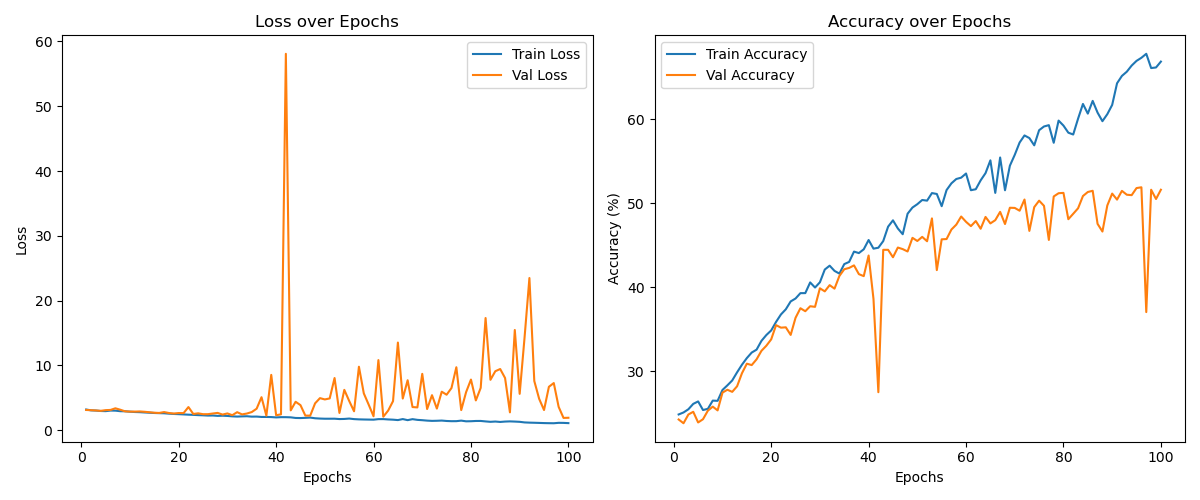 Loss over Epochs
Train Loss
Val Loss
Loss
60
50
40
30
20
10
0
0 20 40 60 80 100
Epochs
Accuracy over Epochs
Train Accuracy
Val Accuracy
Accuracy (%)
60
50
40
30
0 20 40 60 80 100
Epochs